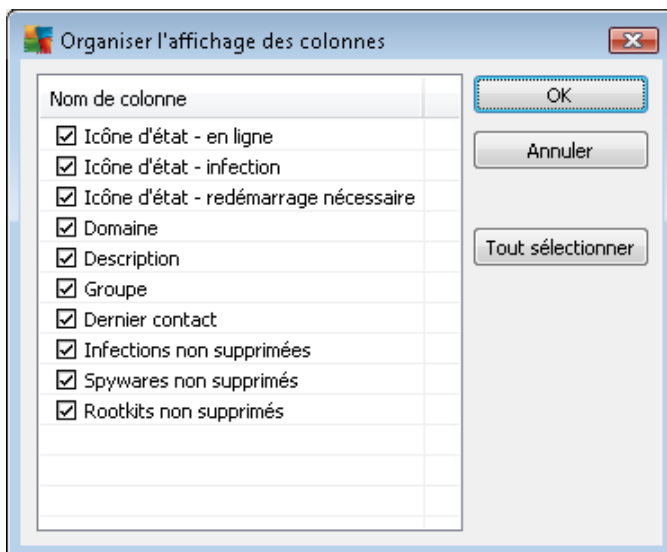 Organiser l'affichage des colonnes
Nom de colonne
Icône d'état - en ligne
Icône d'état - infection
Icône d'état - redémarrage nécessaire
Domaine
Description
Groupe
Dernier contact
Infections non supprimées
Spywares non supprimés
Rootkits non supprimés
OK
Annuler
Tout sélectionner